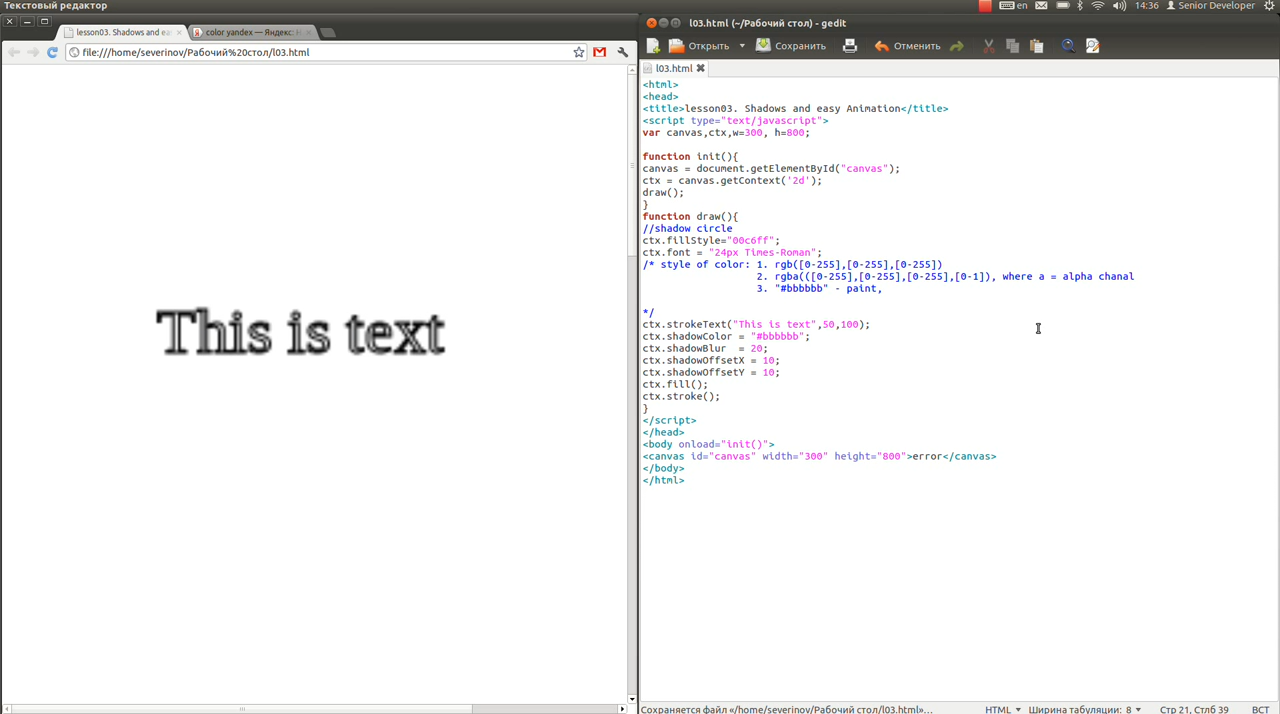 Текстовый редактор
en
14:36
Senior Developer
lesson03. Shadows and ea
color yandex — Яндекс: Н
file:///home/severinov/Рабочий%20стол/l03.html
This is text
l03.html (~/Рабочий стол) - gedit
Открыть
Сохранить
Отменить
l03.html
<html>
<head>
<title>lesson03. Shadows and easy Animation</title>
<script type="text/javascript">
var canvas,ctx,w=300, h=800;
function init(){
canvas = document.getElementById("canvas");
ctx = canvas.getContext('2d');
draw();
}
function draw(){
//shadow circle
ctx.fillStyle="00c6ff";
ctx.font = "24px Times-Roman";
/* style of color: 1. rgb([0-255],[0-255],[0-255])
2. rgba(([0-255],[0-255],[0-255],[0-1]), where a = alpha chanal
3. "#bbbbbb" - paint,
*/
ctx.strokeText("This is text",50,100);
ctx.shadowColor = "#bbbbbb";
ctx.shadowBlur  = 20;
ctx.shadowOffsetX = 10;
ctx.shadowOffsetY = 10;
ctx.fill();
ctx.stroke();
}
</script>
</head>
<body onload="init()">
<canvas id="canvas" width="300" height="800">error</canvas>
</body>
</html>
Сохраняется файл «/home/severinov/Рабочий стол/l03.html»…
HTML
Ширина табуляции: 8
Стр 21, Стлб 39
ВСТ